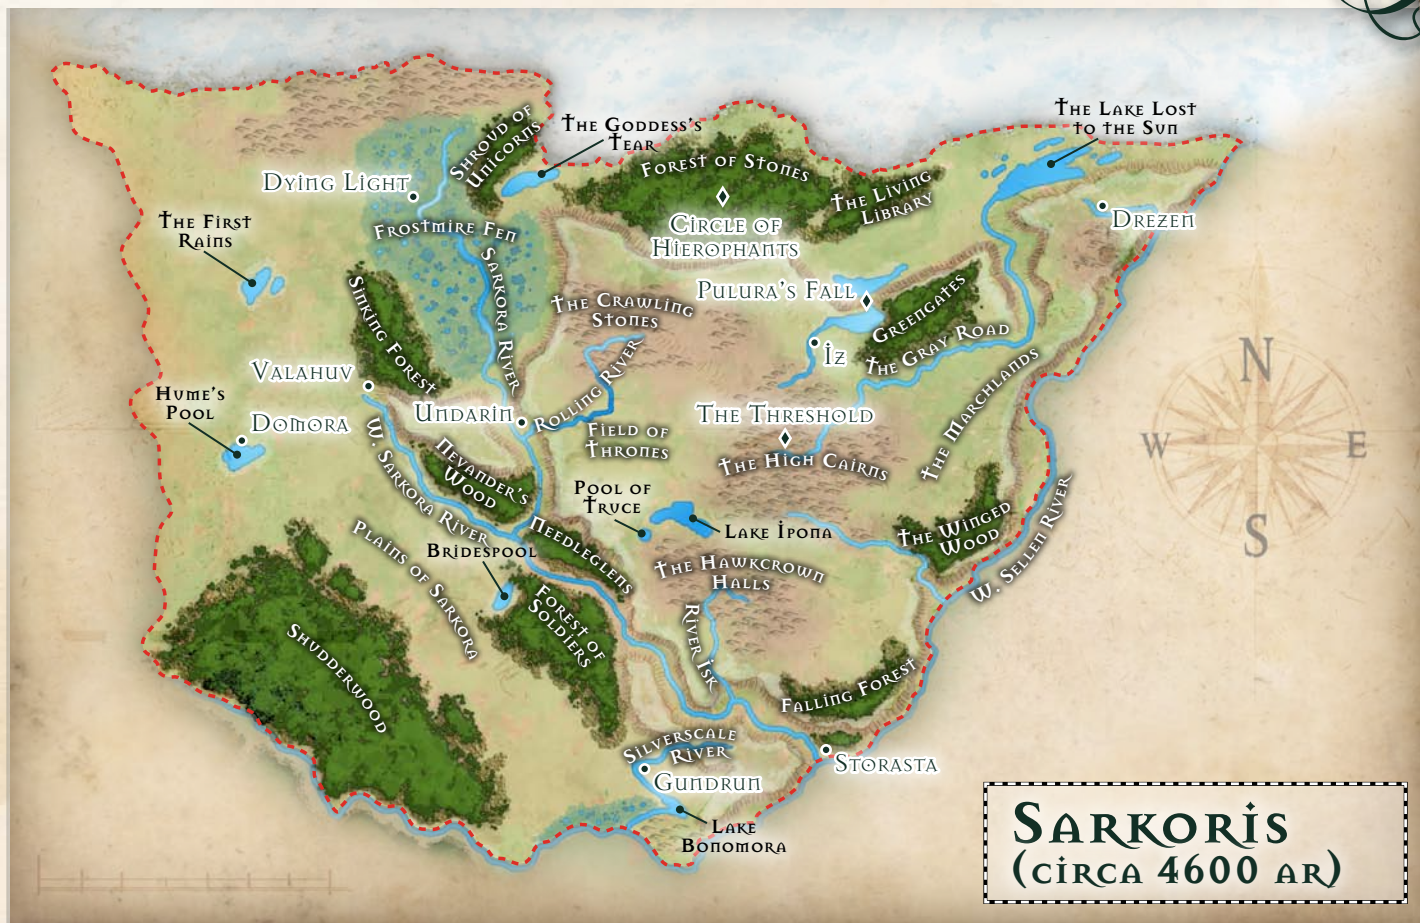 The Lake Lost
to the Sun
Shroud of
Unicorns
The Goddess's
Tear
Forest of Stones
The Living
Library
Dying Light
Circle of
Hierophants
Drezen
The First
Rains
Frostmire Fen
Sarkora River
Pulura's Fall
Greengates
The Crawling
Stones
Sinking Forest
The Gray Road
Iz
Rolling River
The Marchlands
Valahuv
Hume's
Pool
Domora
Undarin
The Threshold
Field of
Thrones
W. Sarkora River
Nevander's
Wood
The High Cairns
Pool of
Truce
Lake Ipona
The Winged
Wood
W. Sellen River
Plains of Sarkora
Bridespool
Needleglens
The Hawkcrown
Halls
Forest of
Soldiers
River Isk
Shudderwood
Falling Forest
Silverscale
River
Gundrun
Storasta
Lake
Bonomora
N
W
E
S
Sarkoris
(circa 4600 AR)